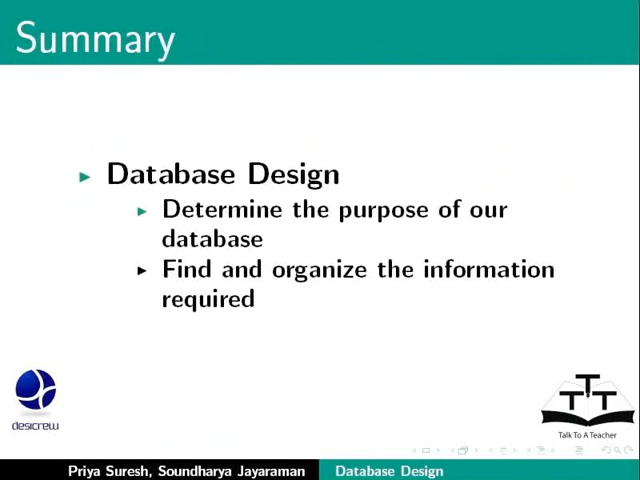 Summary
Database Design
Determine the purpose of our
database
Find and organize the information
required
desicrew
TTT
Talk To A Teacher
Priya Suresh, Soundharya Jayaraman
Database Design